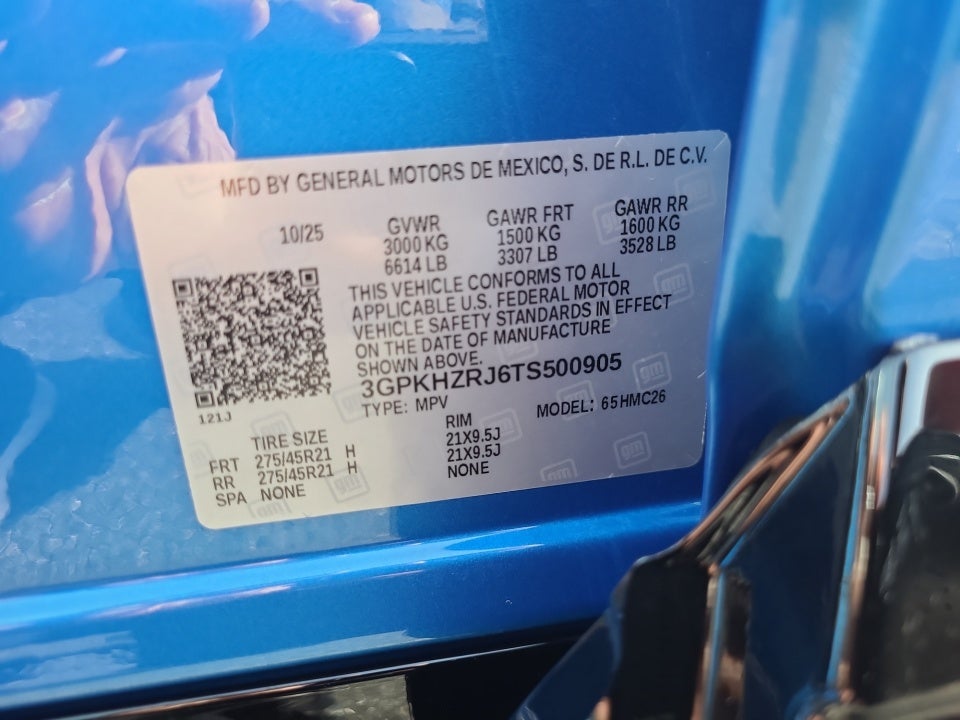 MFD BY GENERAL MOTORS DE MEXICO, S. DE R.L. DE C.V.
10/25 GVWR GAWR FRT GAWR RR
3000 KG 1500 KG 1600 KG
6614 LB 3307 LB 3528 LB
THIS VEHICLE CONFORMS TO ALL
APPLICABLE U.S. FEDERAL MOTOR
VEHICLE SAFETY STANDARDS IN EFFECT
ON THE DATE OF MANUFACTURE
SHOWN ABOVE.
3GPKHZRJ6TS500905
121J
TYPE: MPV MODEL: 65HMC26
TIRE SIZE RIM
FRT 275/45R21 H 21X9.5J
RR 275/45R21 H 21X9.5J
SPA NONE NONE
gm